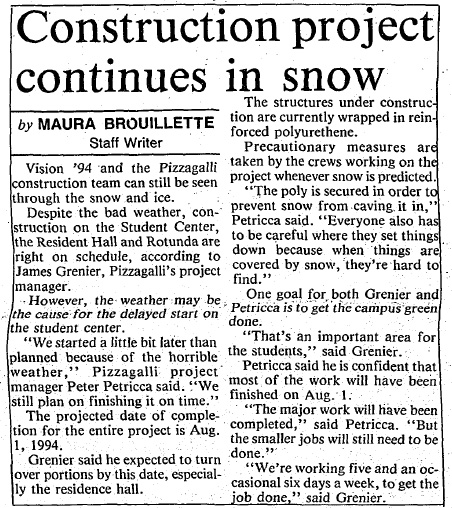 Construction project
continues in snow
by MAURA BROUILLETTE
Staff Writer
Vision '94 and the Pizzagalli
construction team can still be seen
through the snow and ice.
Despite the bad weather, con-
struction on the Student Center,
the Resident Hall and Rotunda are
right on schedule, according to
James Grenier, Pizzagalli's project
manager.
However, the weather may be
the cause for the delayed start on
the student center.
"We started a little bit later than
planned because of the horrible
weather," Pizzagalli project
manager Peter Petricca said. "We
still plan on finishing it on time."
The projected date of comple-
tion for the entire project is Aug.
1, 1994.
Grenier said he expected to turn
over portions by this date, especial-
ly the residence hall.
The structures under construc-
tion are currently wrapped in rein-
forced polyurethene.
Precautionary measures are
taken by the crews working on the
project whenever snow is predicted.
"The poly is secured in order to
prevent snow from caving it in,"
Petricca said. "Everyone also has
to be careful where they set things
down because when things are
covered by snow, they're hard to
find."
One goal for both Grenier and
Petricca is to get the campus green
done.
"That's an important area for
the students," said Grenier.
Petricca said he is confident that
most of the work will have been
finished on Aug. 1.
"The major work will have been
completed," said Petricca. "But
the smaller jobs will still need to be
done."
"We're working five and an oc-
casional six days a week, to get the
job done," said Grenier.